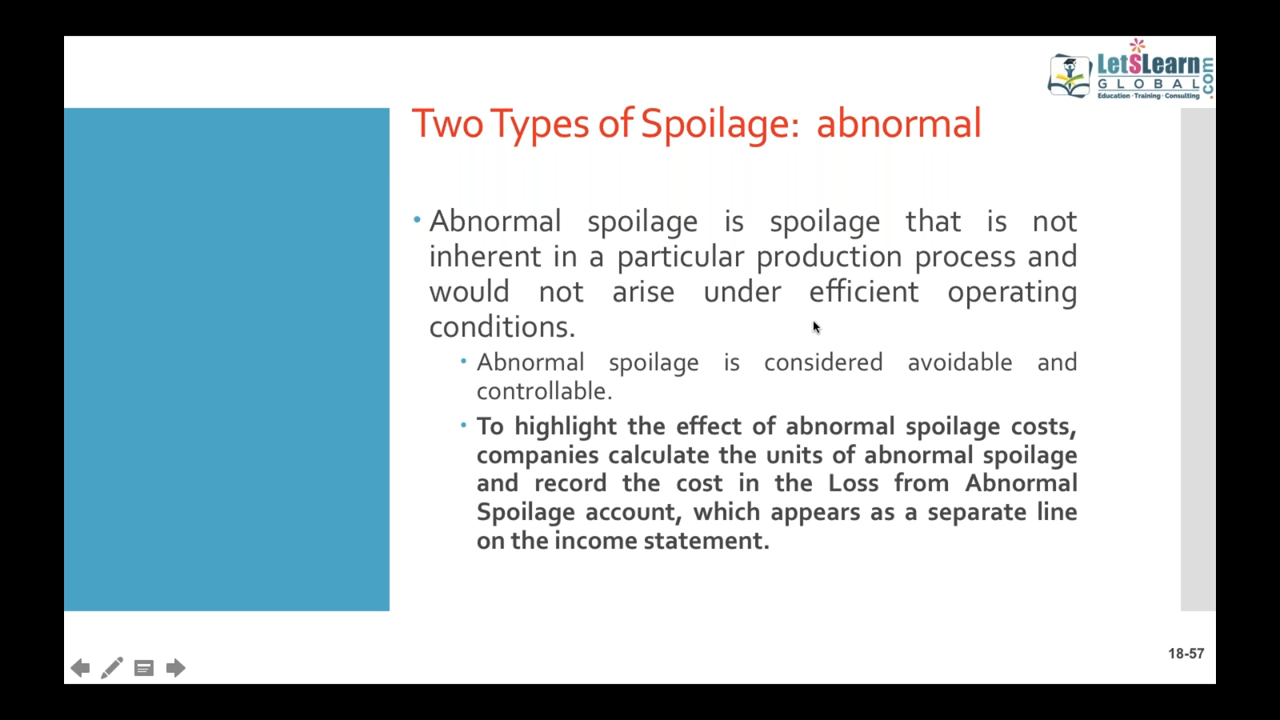 LetSLearn
.com
GLOBAL
Education · Training · Consulting
Two Types of Spoilage: abnormal
• Abnormal spoilage is spoilage that is not
inherent in a particular production process and
would not arise under efficient operating
conditions.
• Abnormal spoilage is considered avoidable and
controllable.
• To highlight the effect of abnormal spoilage costs,
companies calculate the units of abnormal spoilage
and record the cost in the Loss from Abnormal
Spoilage account, which appears as a separate line
on the income statement.
18-57